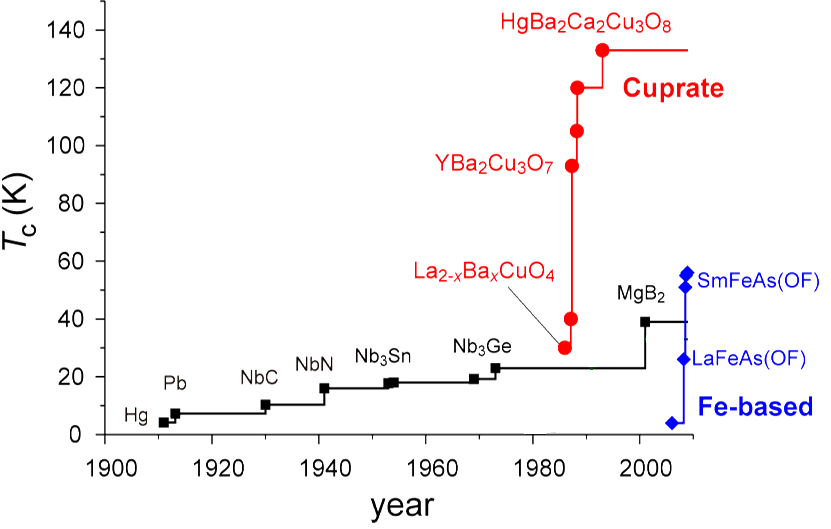 HgBa₂Ca₂Cu₃O₈
140
Cuprate
120
100
YBa₂Cu₃O₇
80
T_c (K)
60
La₂₋ₓBaₓCuO₄
SmFeAs(OF)
MgB₂
40
Nb₃Ge
Nb₃Sn
LaFeAs(OF)
NbN
NbC
20
Pb
Hg
Fe-based
0
1900 1920 1940 1960 1980 2000
year